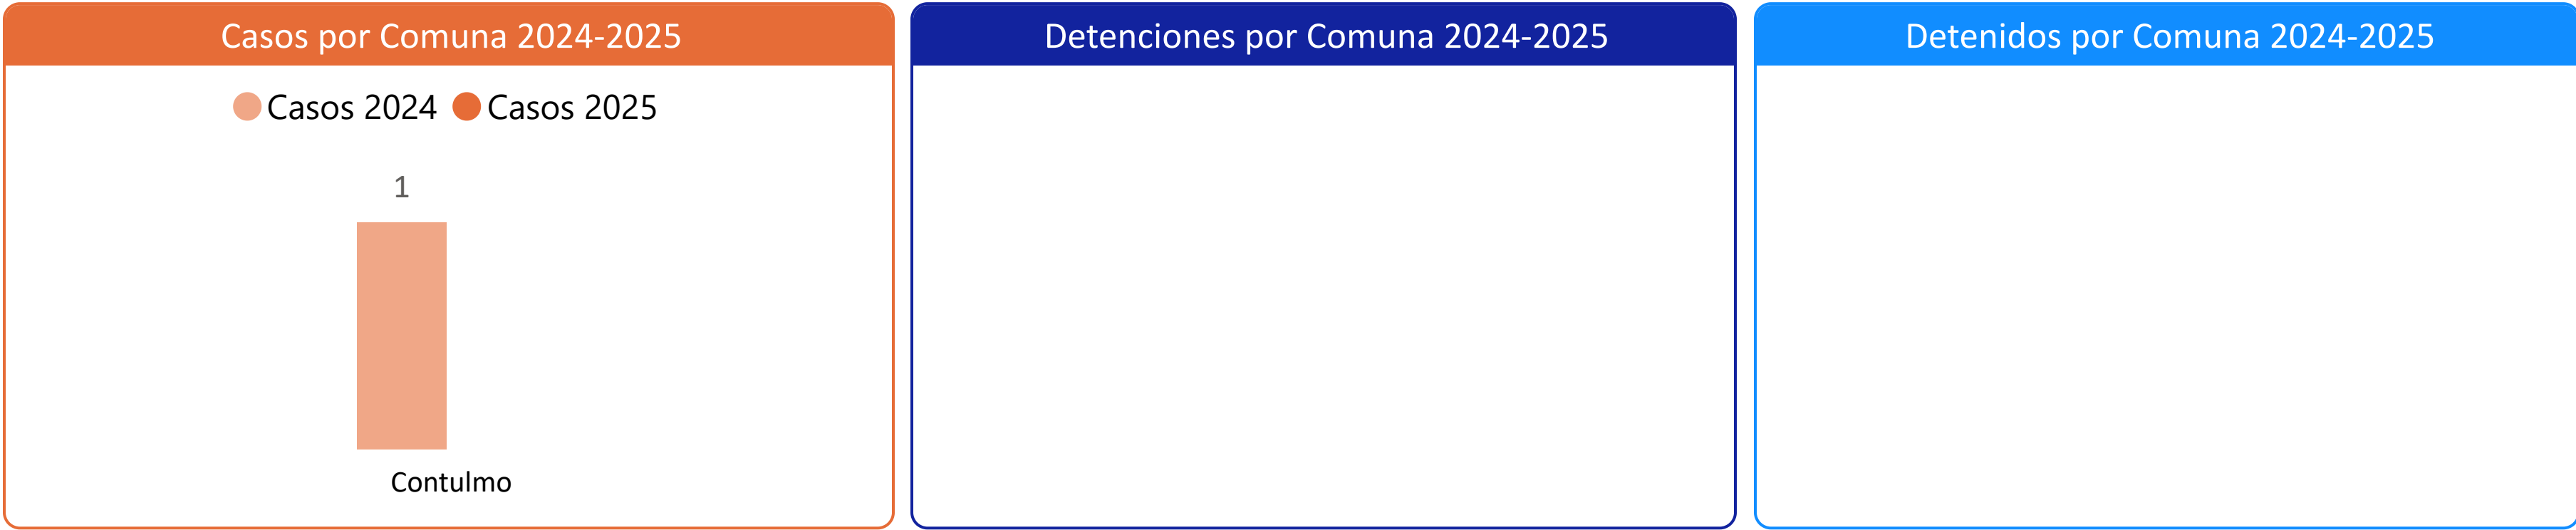 Casos por Comuna 2024-2025
Casos 2024 Casos 2025
1
Contulmo
Detenciones por Comuna 2024-2025
Detenidos por Comuna 2024-2025